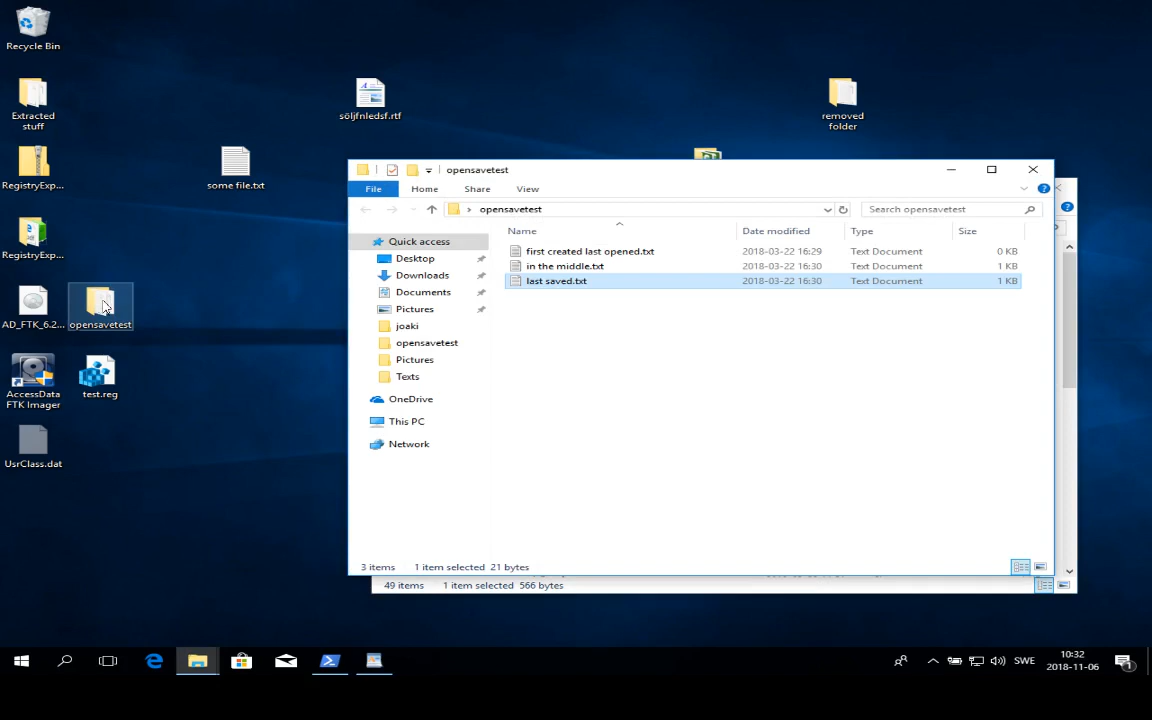 Recycle Bin
Extracted
stuff
söljfnledsf.rtf
removed
folder
RegistryExp...
some file.txt
RegistryExp...
AD_FTK_6.2...
opensavetest
AccessData
FTK Imager
test.reg
UsrClass.dat
opensavetest
File Home Share View
opensavetest
Search opensavetest
Name Date modified Type Size
first created last opened.txt 2018-03-22 16:29 Text Document 0 KB
in the middle.txt 2018-03-22 16:30 Text Document 1 KB
last saved.txt 2018-03-22 16:30 Text Document 1 KB
Quick access
Desktop
Downloads
Documents
Pictures
joaki
opensavetest
Pictures
Texts
OneDrive
This PC
Network
3 items 1 item selected 21 bytes
49 items 1 item selected 566 bytes
SWE
10:32
2018-11-06
1